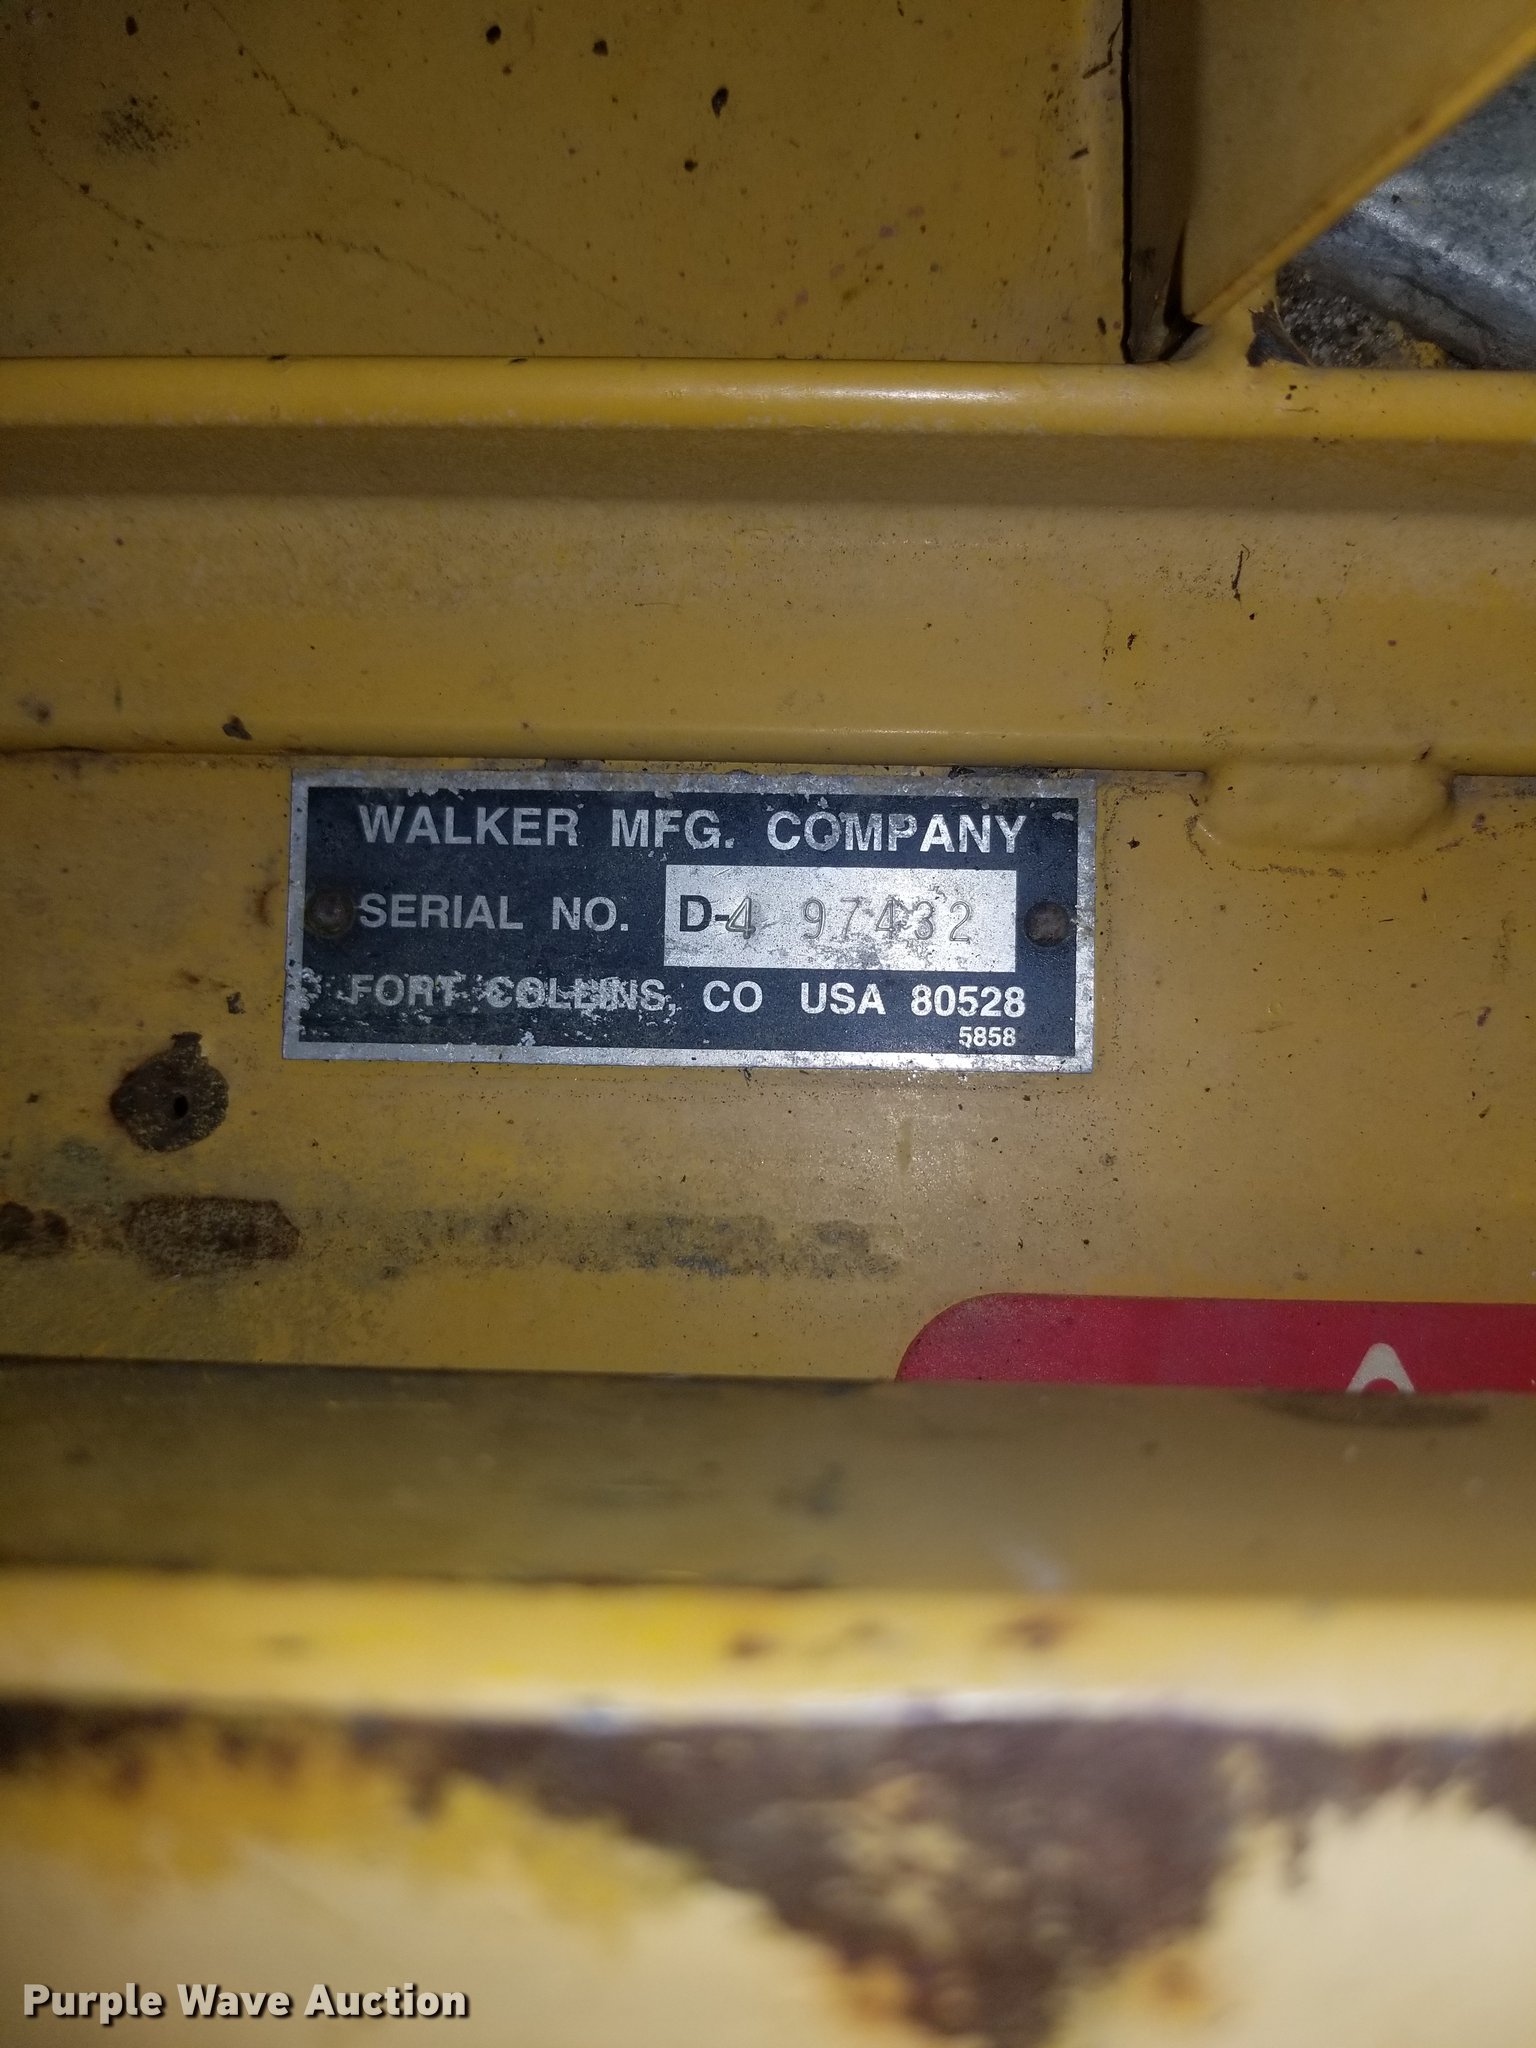 WALKER MFG. COMPANY
SERIAL NO. D-4 97432
FORT COLLINS, CO USA 80528
5858
Purple Wave Auction